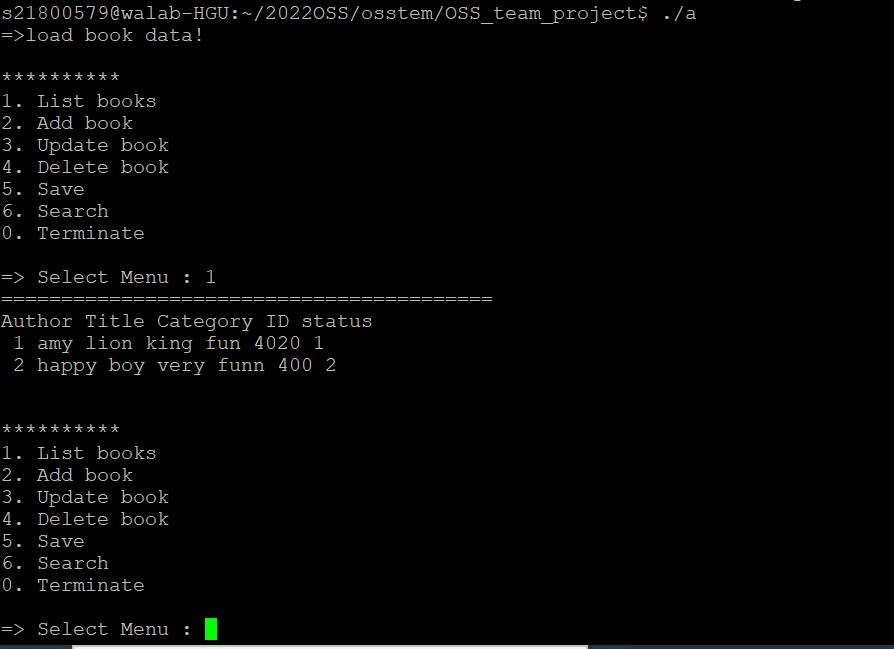 s21800579@walab-HGU:~/2022OSS/osstem/OSS_team_project$ ./a
=>load book data!
**********
1. List books
2. Add book
3. Update book
4. Delete book
5. Save
6. Search
0. Terminate
=> Select Menu : 1
=========================================
Author Title Category ID status
 1 amy lion king fun 4020 1
 2 happy boy very funn 400 2
**********
1. List books
2. Add book
3. Update book
4. Delete book
5. Save
6. Search
0. Terminate
=> Select Menu :